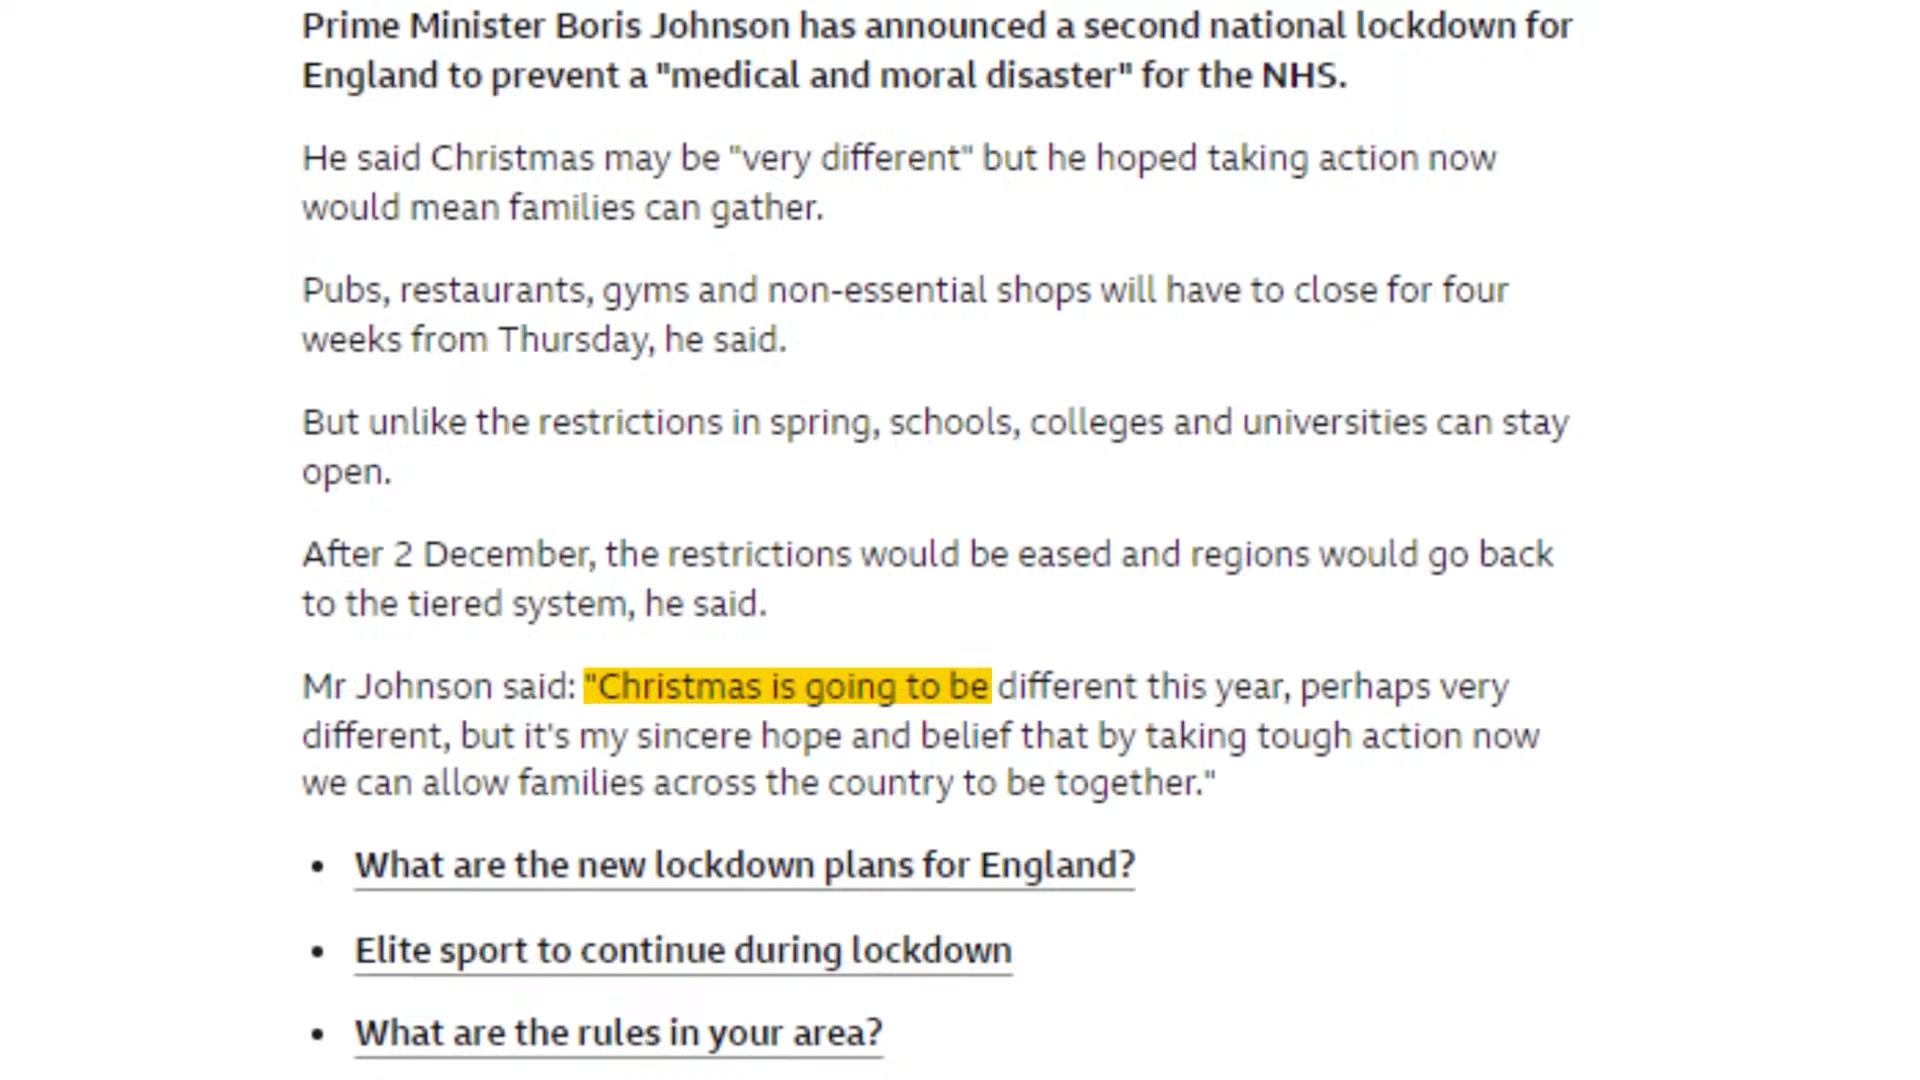 Prime Minister Boris Johnson has announced a second national lockdown for
England to prevent a "medical and moral disaster" for the NHS.
He said Christmas may be "very different" but he hoped taking action now
would mean families can gather.
Pubs, restaurants, gyms and non-essential shops will have to close for four
weeks from Thursday, he said.
But unlike the restrictions in spring, schools, colleges and universities can stay
open.
After 2 December, the restrictions would be eased and regions would go back
to the tiered system, he said.
Mr Johnson said: "Christmas is going to be different this year, perhaps very
different, but it's my sincere hope and belief that by taking tough action now
we can allow families across the country to be together."
• What are the new lockdown plans for England?
• Elite sport to continue during lockdown
• What are the rules in your area?